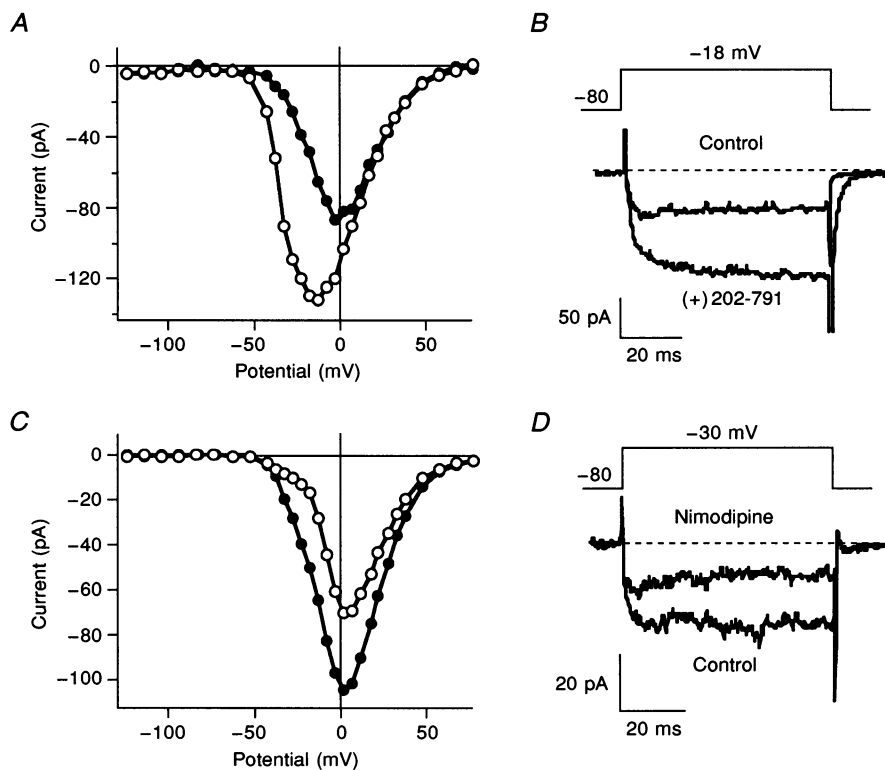 A
0
−40
−80
−120
Current (pA)
−100
−50
0
50
Potential (mV)
B
−18 mV
−80
Control
(+) 202-791
50 pA
20 ms
C
0
−20
−40
−60
−80
−100
Current (pA)
−100
−50
0
50
Potential (mV)
D
−30 mV
−80
Nimodipine
Control
20 pA
20 ms